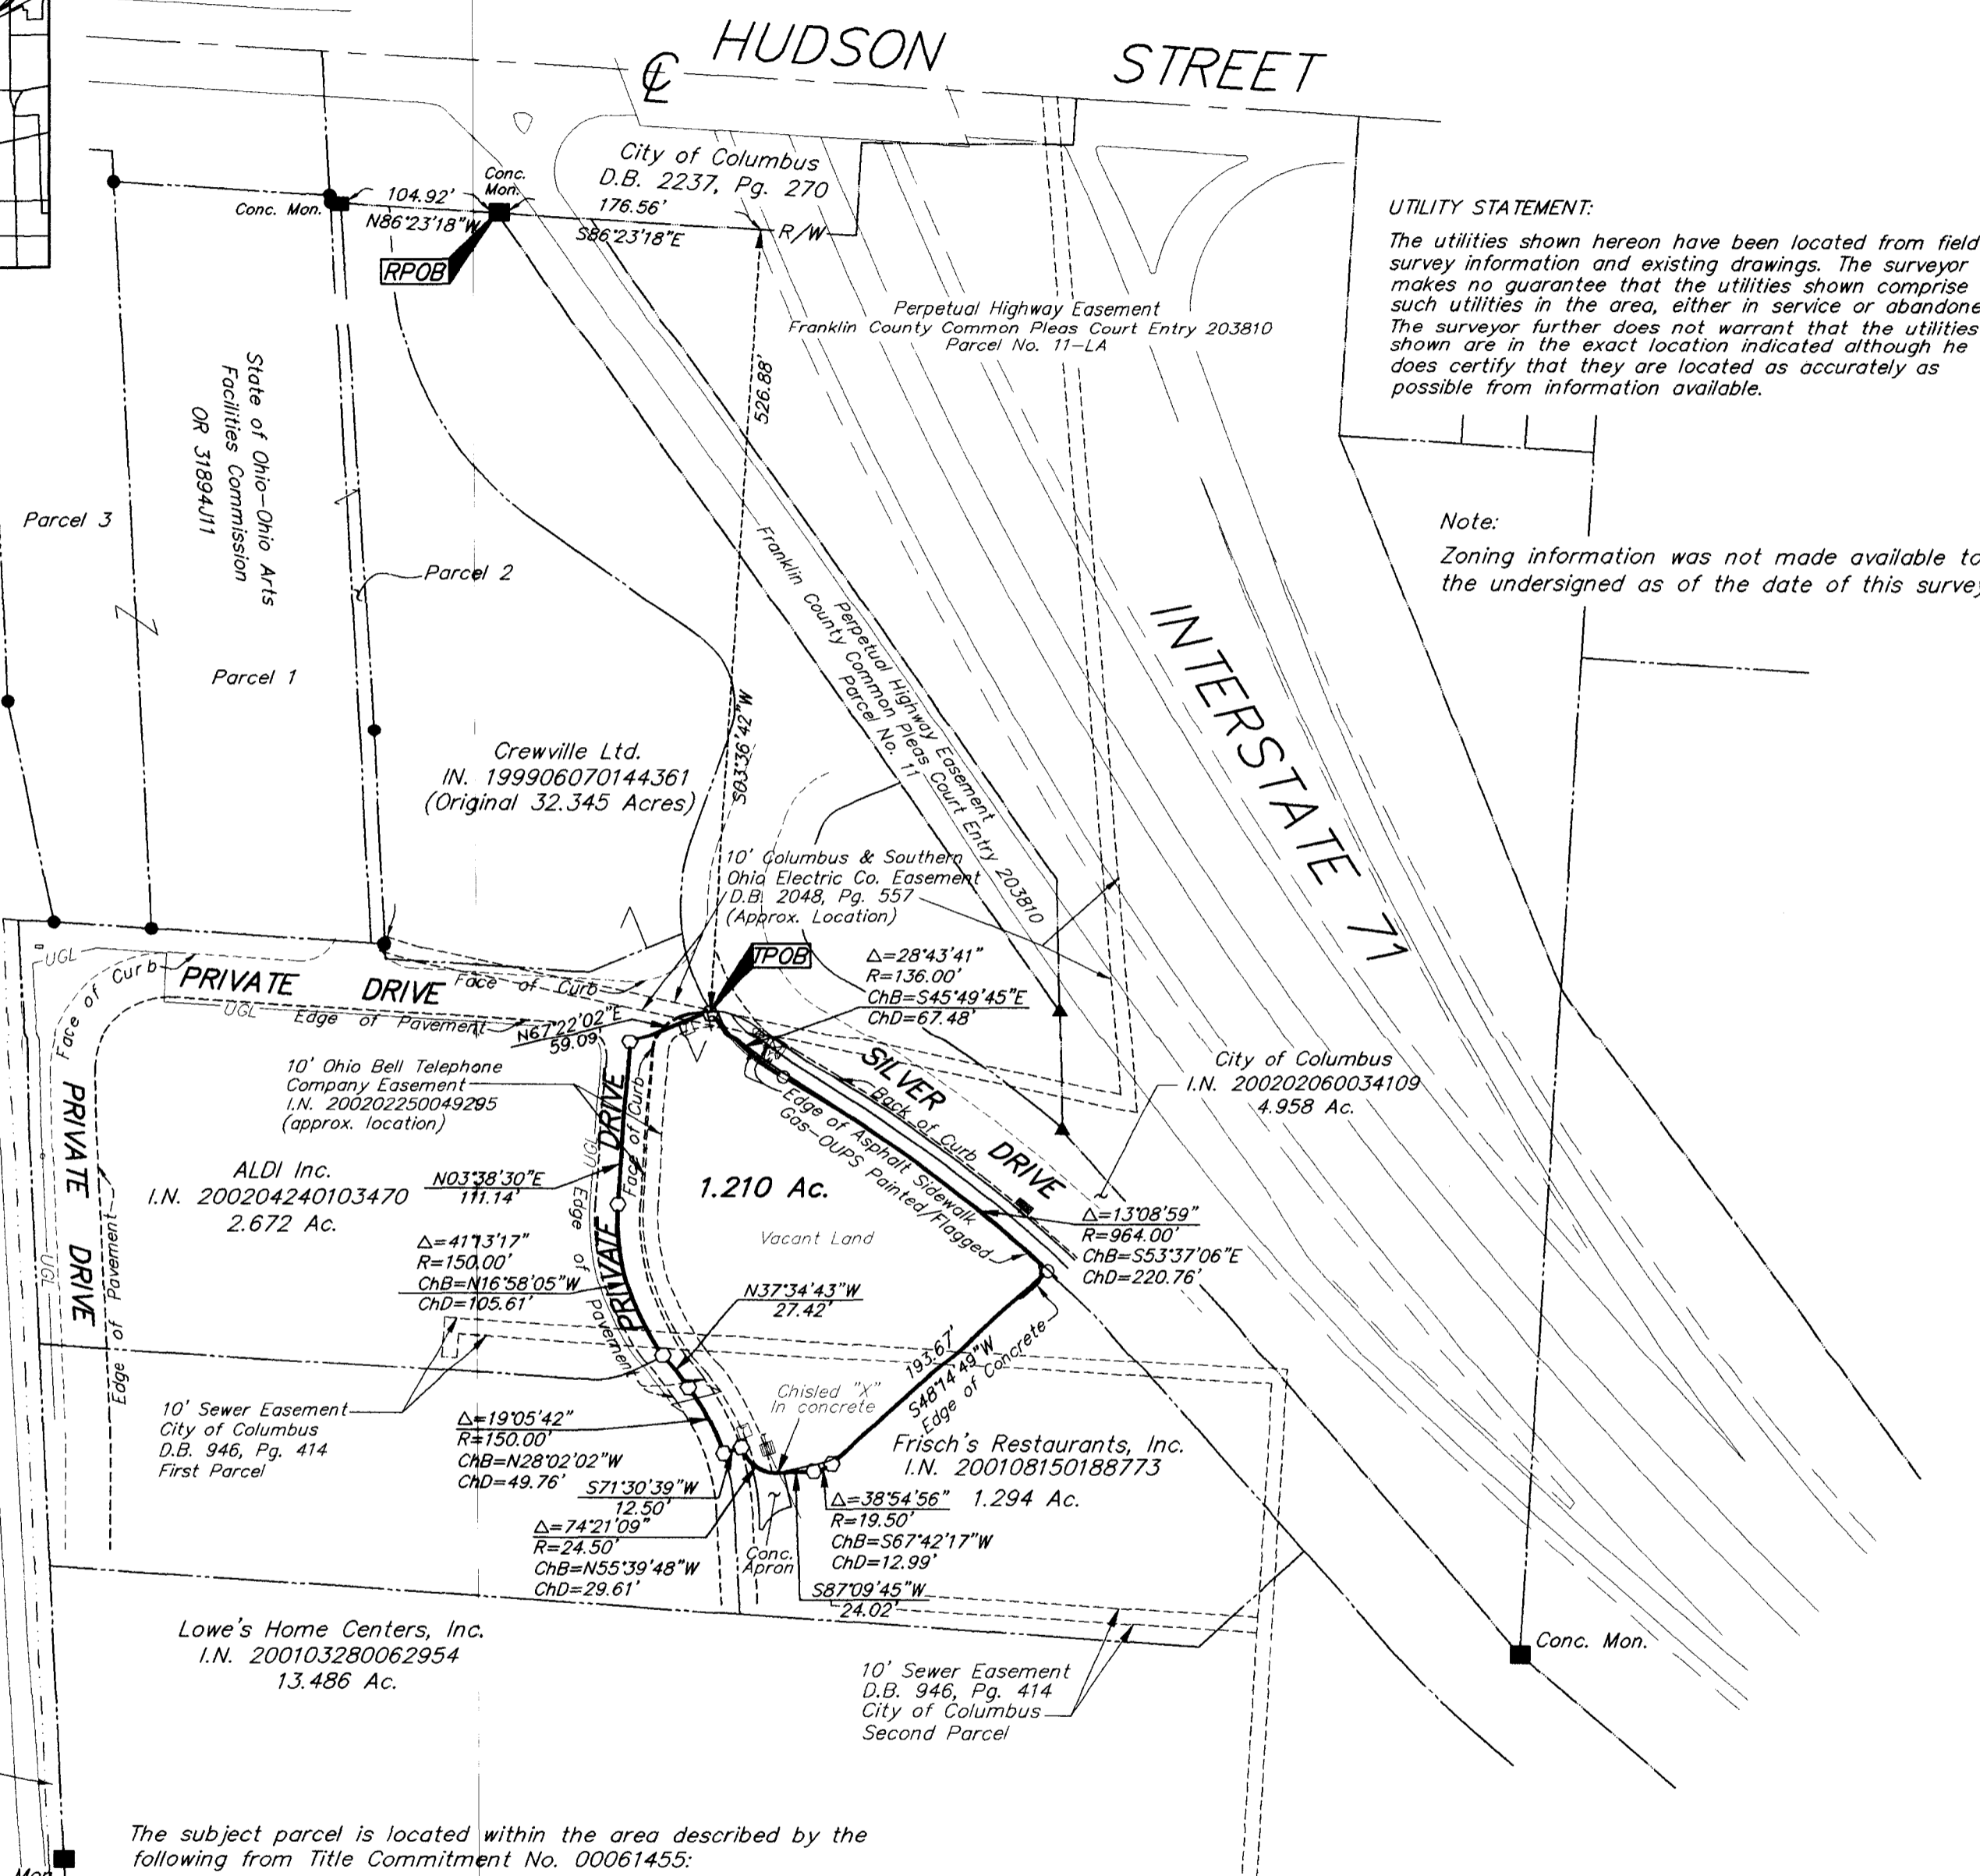 HUDSON STREET
City of Columbus
D.B. 2237, Pg. 270
176.56'
S86°23'18"E
R/W
Conc.
Mon.
104.92'
N86°23'18"W
Conc. Mon.
RPOB
UTILITY STATEMENT:
The utilities shown hereon have been located from field
survey information and existing drawings. The surveyor
makes no guarantee that the utilities shown comprise
such utilities in the area, either in service or abandone
The surveyor further does not warrant that the utilities
shown are in the exact location indicated although he
does certify that they are located as accurately as
possible from information available.
Perpetual Highway Easement
Franklin County Common Pleas Court Entry 203810
Parcel No. 11-LA
526.88'
S03°36'42"W
State of Ohio-Ohio Arts
Facilities Commission
OR 31894J11
Parcel 3
Parcel 2
Parcel 1
Note:
Zoning information was not made available to
the undersigned as of the date of this survey
Perpetual Highway Easement
Franklin County Common Pleas Court Entry 203810
Parcel No. 11
INTERSTATE 71
Crewville Ltd.
IN. 199906070144361
(Original 32.345 Acres)
10' Columbus & Southern
Ohio Electric Co. Easement
D.B. 2048, Pg. 557
(Approx. Location)
TPOB
Δ=28°43'41"
R=136.00'
ChB=S45°49'45"E
ChD=67.48'
UGL
Face of Curb
PRIVATE DRIVE
Face of Curb
UGL
Edge of Pavement
N67°22'02"E
59.09'
10' Ohio Bell Telephone
Company Easement
I.N. 200202250049295
(approx. location)
PRIVATE DRIVE
UGL
Edge of Pavement
ALDI Inc.
I.N. 200204240103470
2.672 Ac.
N03°38'30"E
111.14'
PRIVATE DRIVE
Face of Curb
Edge of Pavement
1.210 Ac.
Vacant Land
SILVER DRIVE
Back of Curb
Edge of Asphalt Sidewalk
Gas-OUPS Painted/Flagged
City of Columbus
I.N. 200202060034109
4.958 Ac.
Δ=13°08'59"
R=964.00'
ChB=S53°37'06"E
ChD=220.76'
Δ=41°13'17"
R=150.00'
ChB=N16°58'05"W
ChD=105.61'
N37°34'43"W
27.42'
193.67'
S48°14'49"W
Edge of Concrete
Chisled "X"
In concrete
10' Sewer Easement
City of Columbus
D.B. 946, Pg. 414
First Parcel
Δ=19°05'42"
R=150.00'
ChB=N28°02'02"W
ChD=49.76'
S71°30'39"W
12.50'
Δ=74°21'09"
R=24.50'
ChB=N55°39'48"W
ChD=29.61'
Conc.
Apron
Frisch's Restaurants, Inc.
I.N. 200108150188773
1.294 Ac.
Δ=38°54'56"
R=19.50'
ChB=S67°42'17"W
ChD=12.99'
S87°09'45"W
24.02'
Lowe's Home Centers, Inc.
I.N. 200103280062954
13.486 Ac.
10' Sewer Easement
D.B. 946, Pg. 414
City of Columbus
Second Parcel
Conc. Mon.
The subject parcel is located within the area described by the
following from Title Commitment No. 00061455:
Mon.